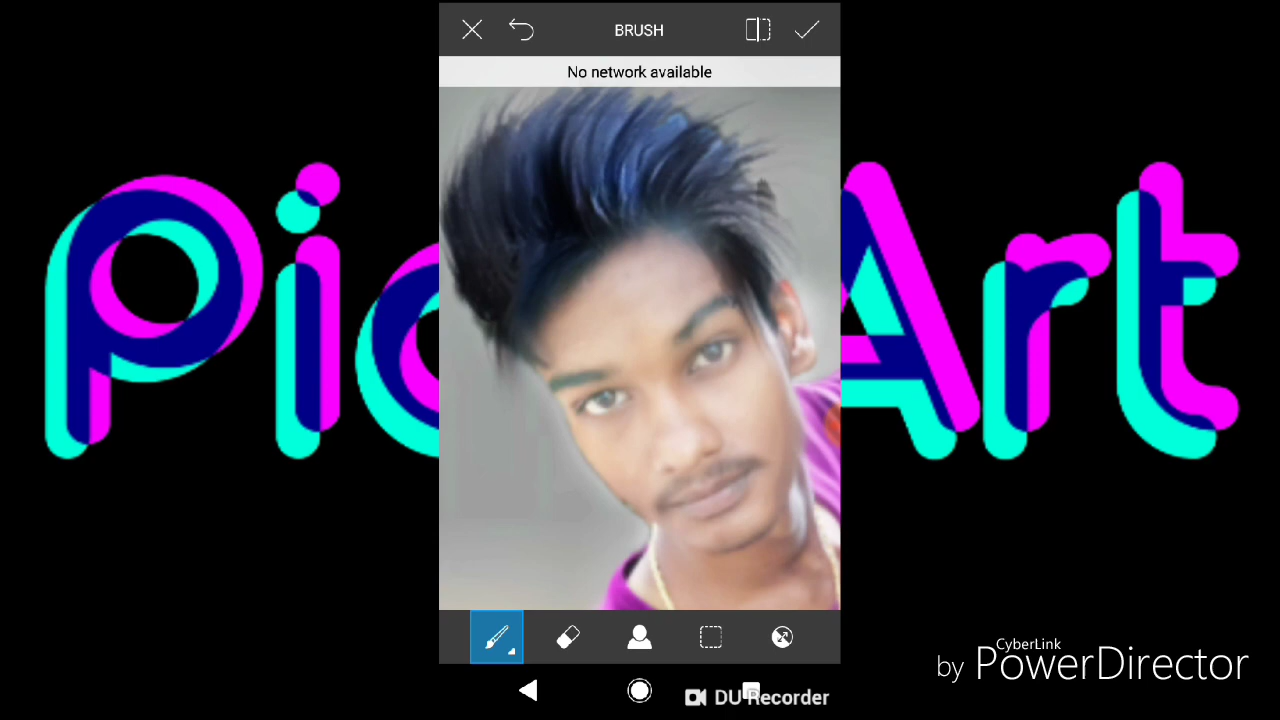 BRUSH
No network available
Pic Art
DU Recorder
CyberLink
by PowerDirector